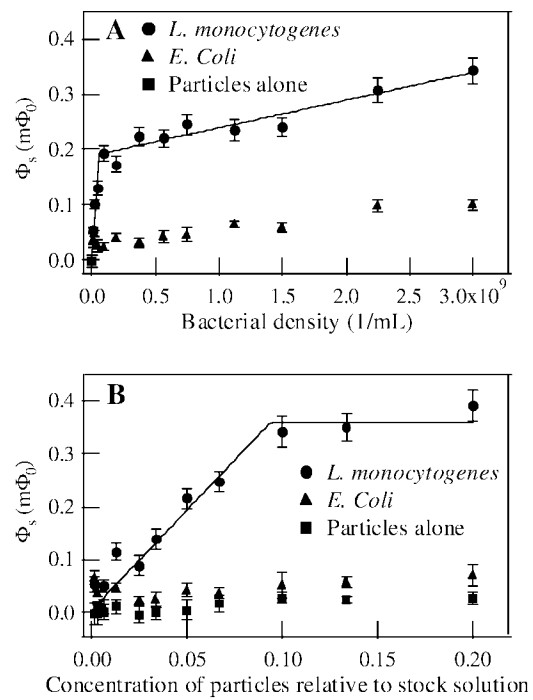 A
L. monocytogenes
E. Coli
Particles alone
Φs (mΦ0)
0.4
0.3
0.2
0.1
0.0
0.0 0.5 1.0 1.5 2.0 2.5 3.0x10⁹
Bacterial density (1/mL)
B
0.4
0.3
0.2
0.1
0.0
Φs (mΦ0)
L. monocytogenes
E. Coli
Particles alone
0.00 0.05 0.10 0.15 0.20
Concentration of particles relative to stock solution